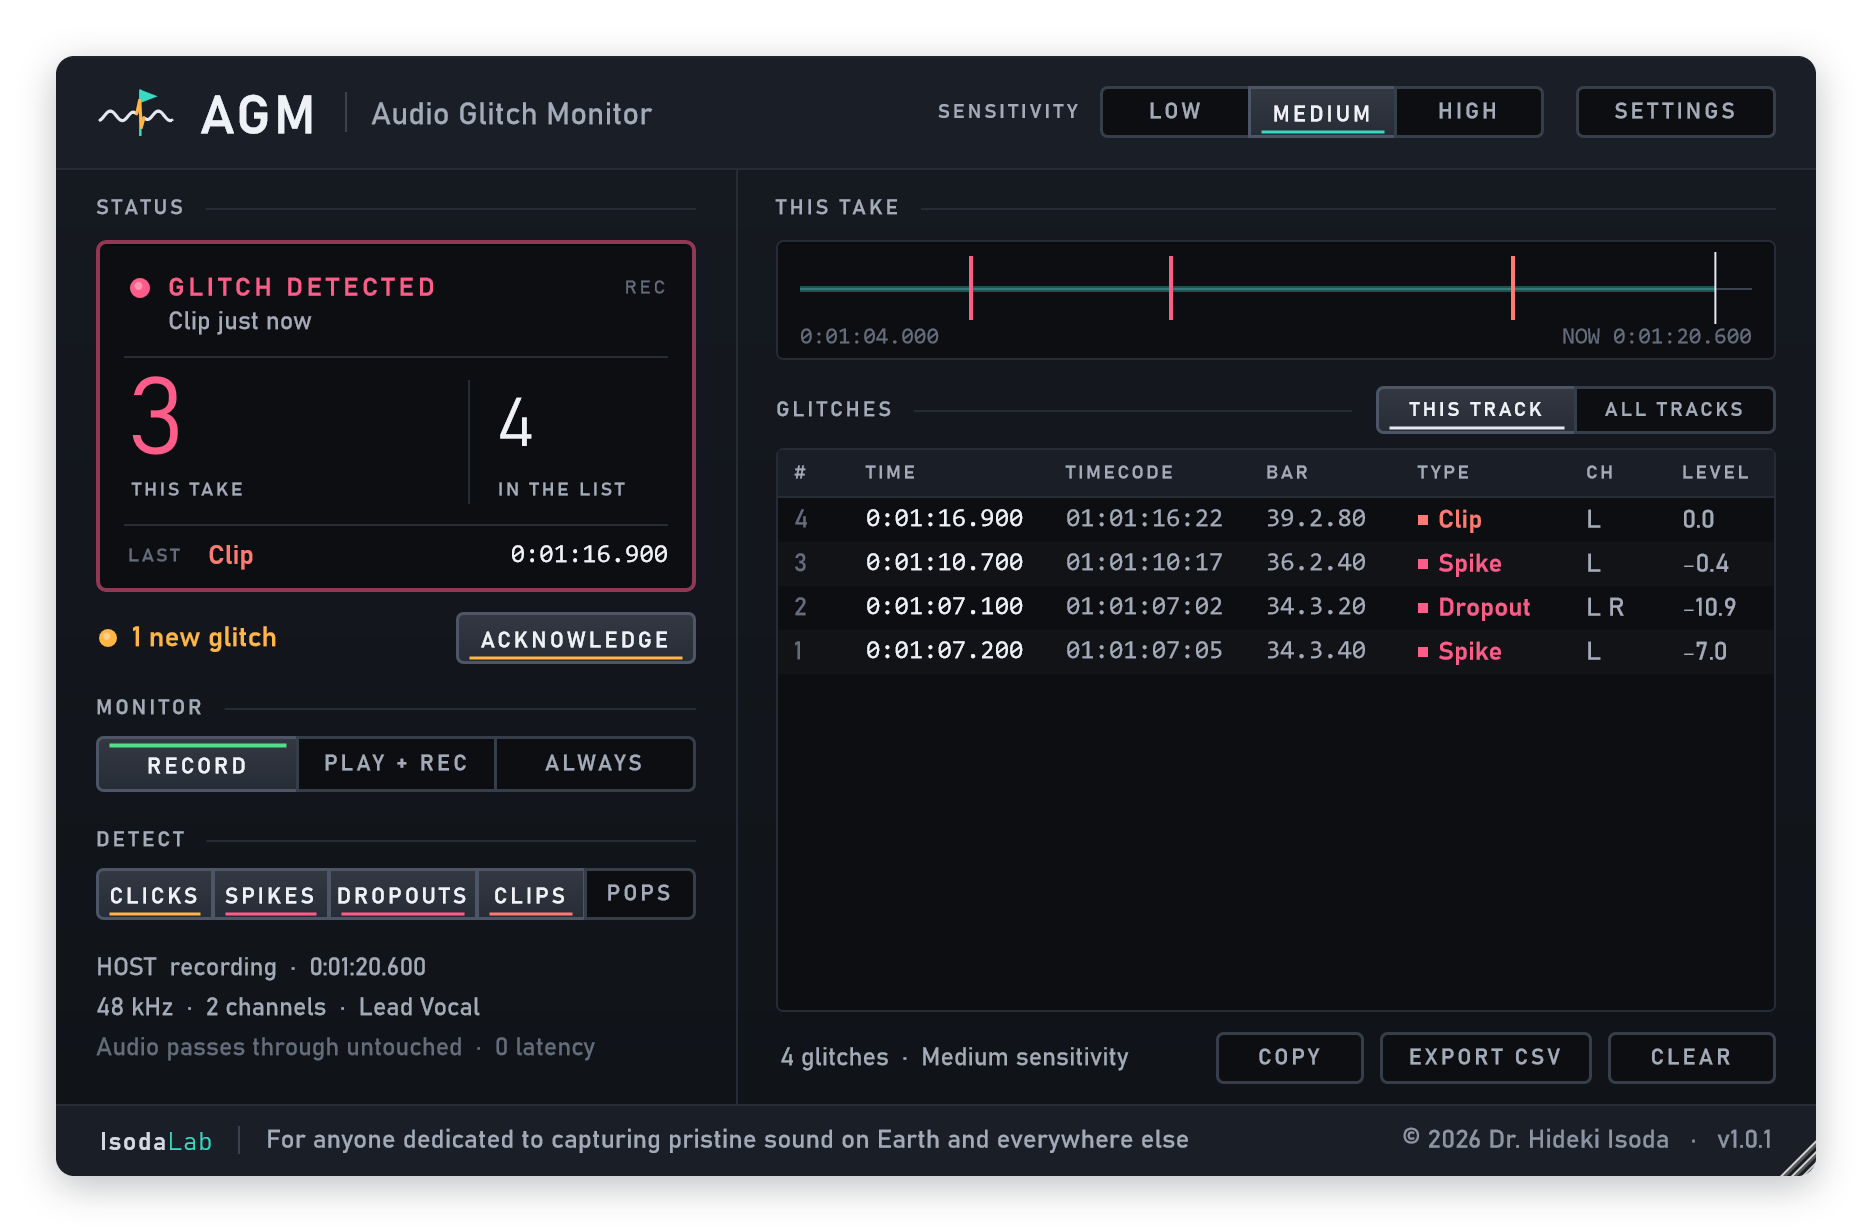 AGM
Audio Glitch Monitor
SENSITIVITY
LOW
MEDIUM
HIGH
SETTINGS
STATUS
GLITCH DETECTED
REC
Clip just now
3
THIS TAKE
4
IN THE LIST
LAST Clip 0:01:16.900
1 new glitch
ACKNOWLEDGE
MONITOR
RECORD
PLAY + REC
ALWAYS
DETECT
CLICKS
SPIKES
DROPOUTS
CLIPS
POPS
HOST recording · 0:01:20.600
48 kHz · 2 channels · Lead Vocal
Audio passes through untouched · 0 latency
THIS TAKE
0:01:04.000
NOW 0:01:20.600
GLITCHES
THIS TRACK
ALL TRACKS
# TIME TIMECODE BAR TYPE CH LEVEL
4 0:01:16.900 01:01:16:22 39.2.80 Clip L 0.0
3 0:01:10.700 01:01:10:17 36.2.40 Spike L −0.4
2 0:01:07.100 01:01:07:02 34.3.20 Dropout L R −10.9
1 0:01:07.200 01:01:07:05 34.3.40 Spike L −7.0
4 glitches · Medium sensitivity
COPY
EXPORT CSV
CLEAR
IsodaLab
For anyone dedicated to capturing pristine sound on Earth and everywhere else
© 2026 Dr. Hideki Isoda · v1.0.1